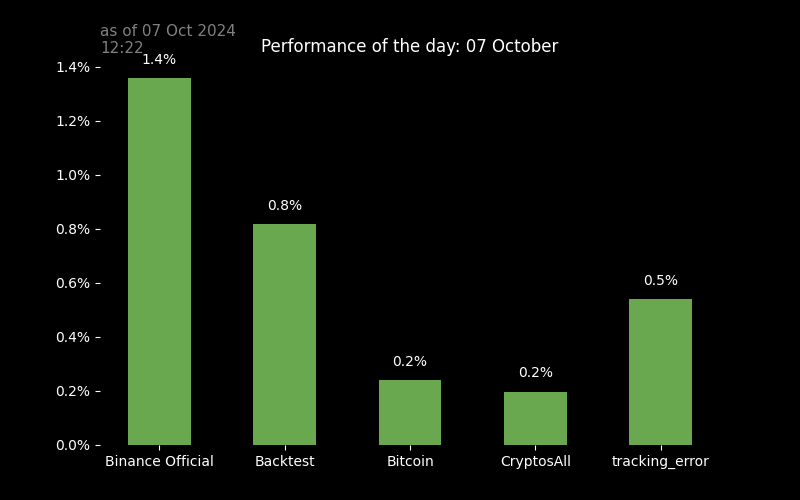 as of 07 Oct 2024
12:22
Performance of the day: 07 October
1.4%
1.4%
1.2%
1.0%
0.8%
0.6%
0.4%
0.2%
0.0%
0.8%
0.2%
0.2%
0.5%
Binance Official
Backtest
Bitcoin
CryptosAll
tracking_error